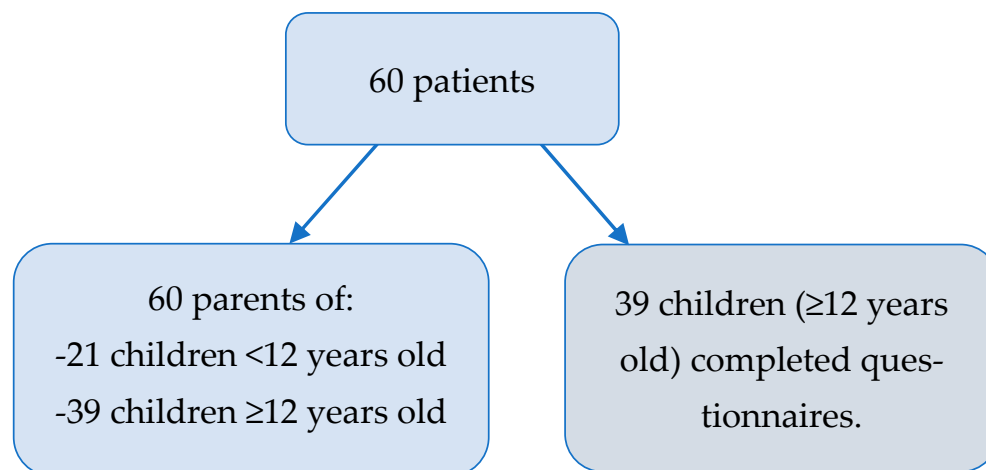 60 patients
60 parents of:
-21 children <12 years old
-39 children ≥12 years old
39 children (≥12 years
old) completed ques-
tionnaires.